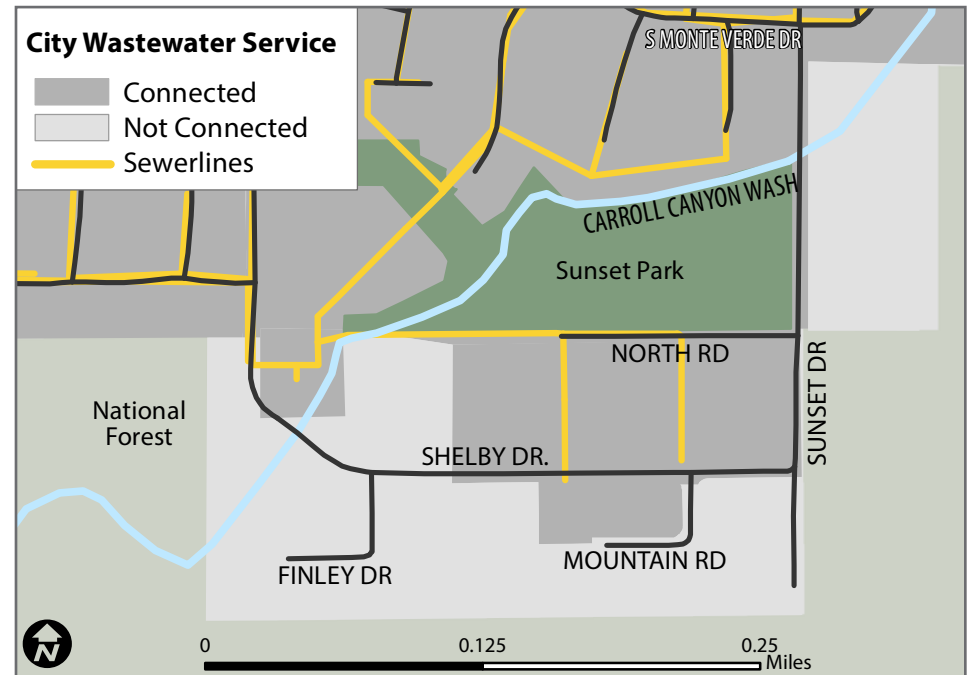 City Wastewater Service
Connected
Not Connected
Sewerlines
S MONTE VERDE DR
CARROLL CANYON WASH
Sunset Park
NORTH RD
SUNSET DR
National
Forest
SHELBY DR.
FINLEY DR
MOUNTAIN RD
N
0
0.125
0.25
Miles